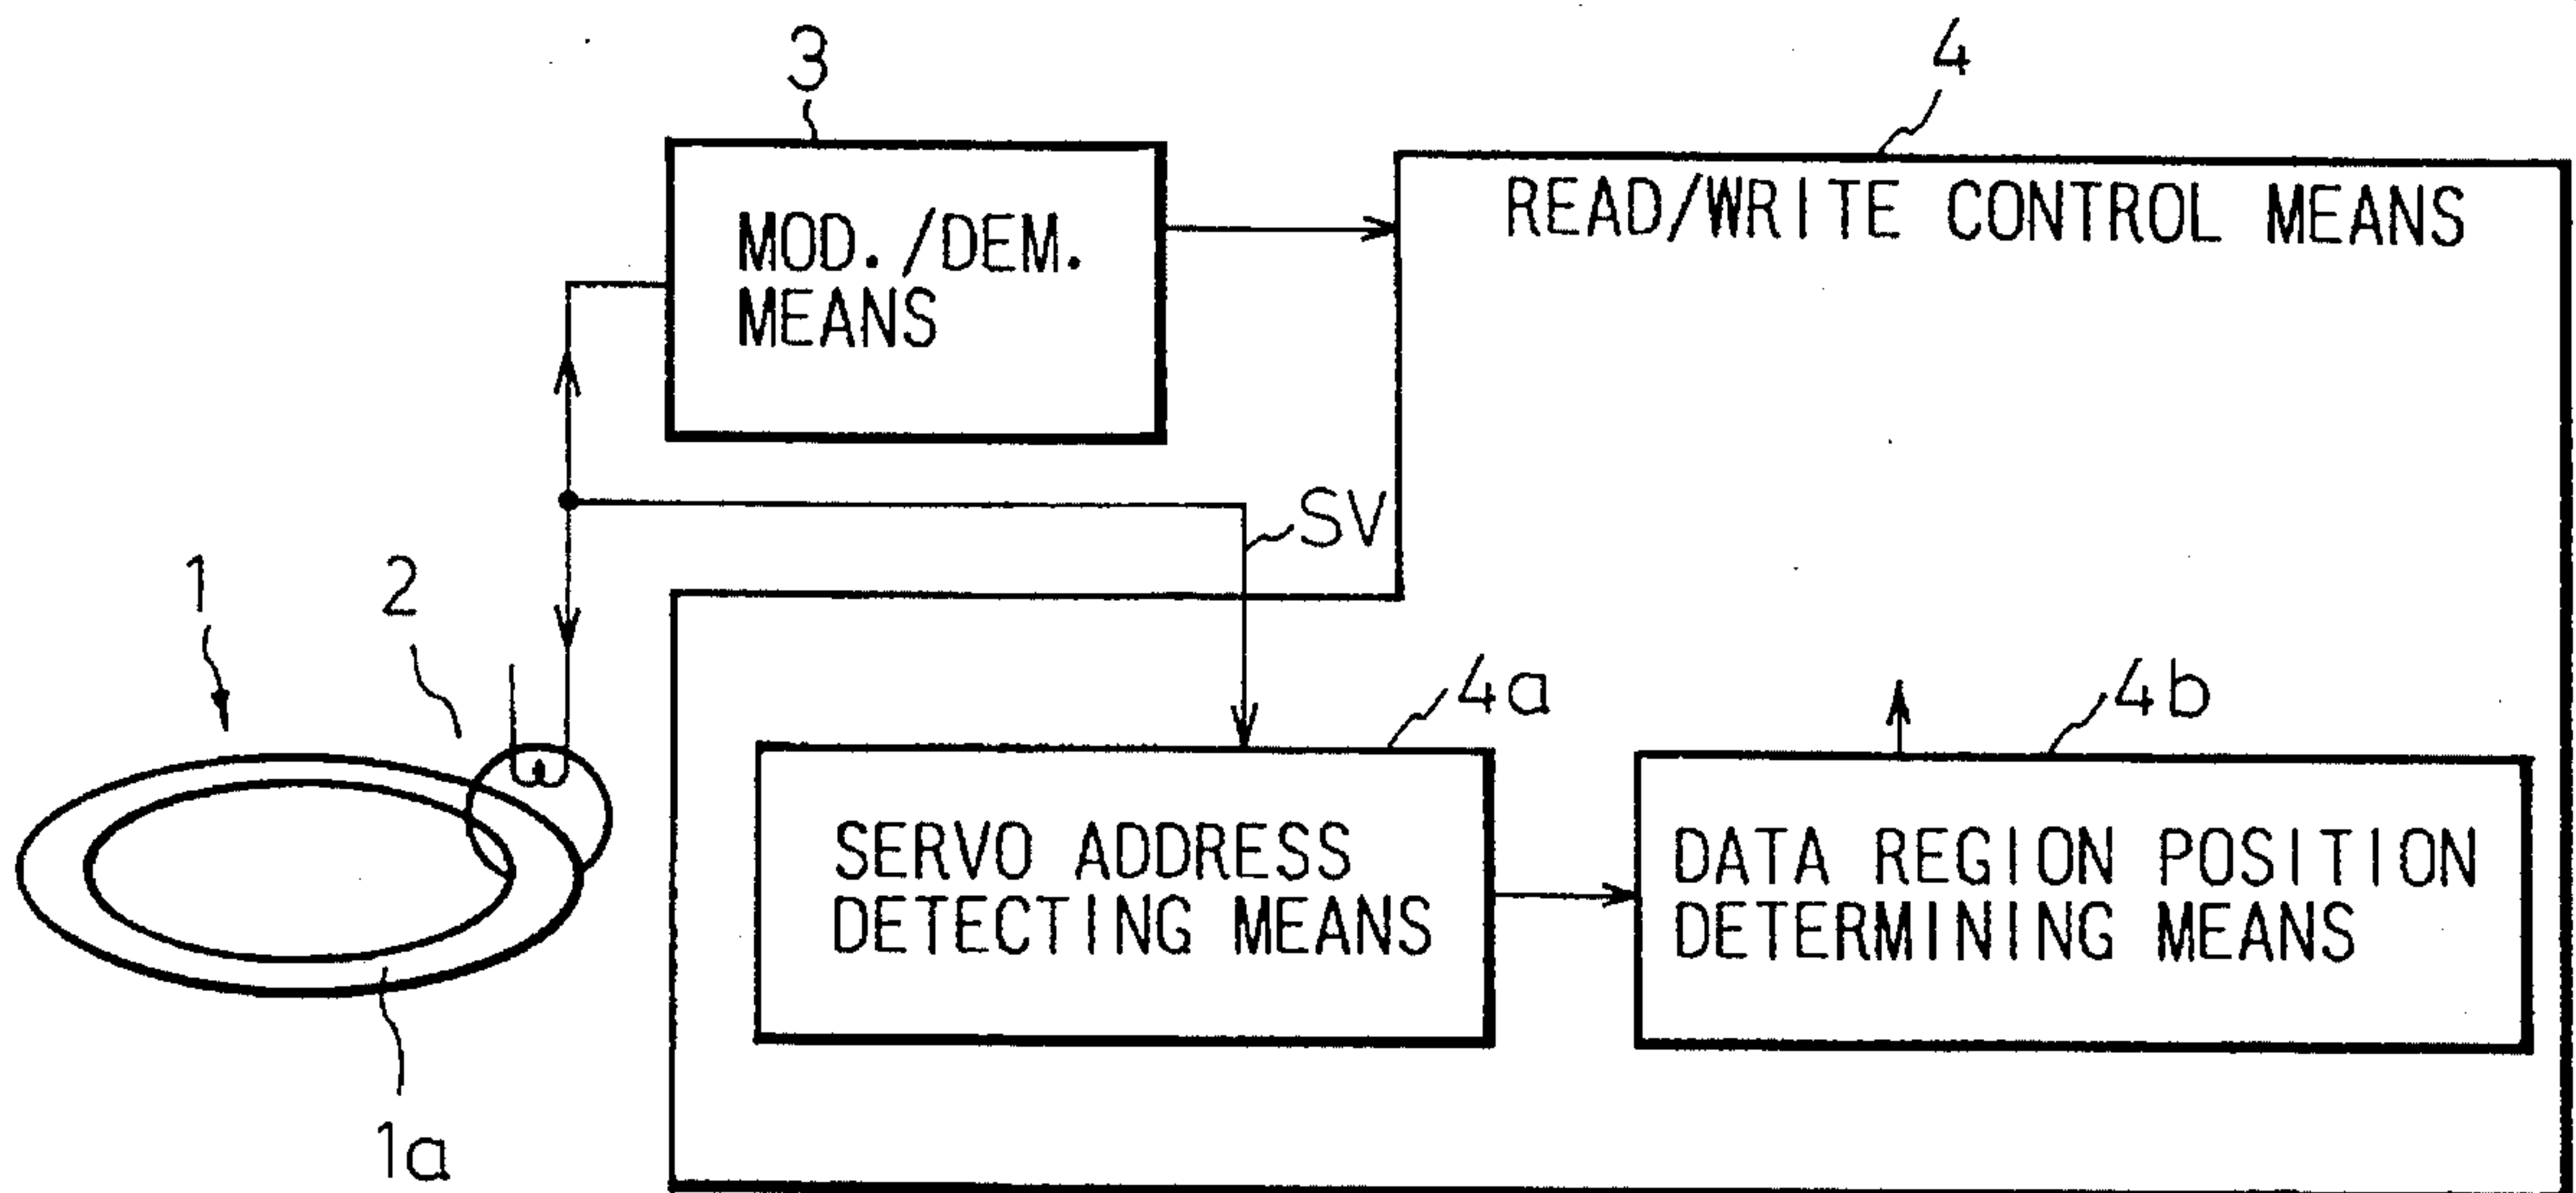 3
4
MOD./DEM.
MEANS
READ/WRITE CONTROL MEANS
SV
1
2
4a
4b
SERVO ADDRESS
DETECTING MEANS
DATA REGION POSITION
DETERMINING MEANS
1a